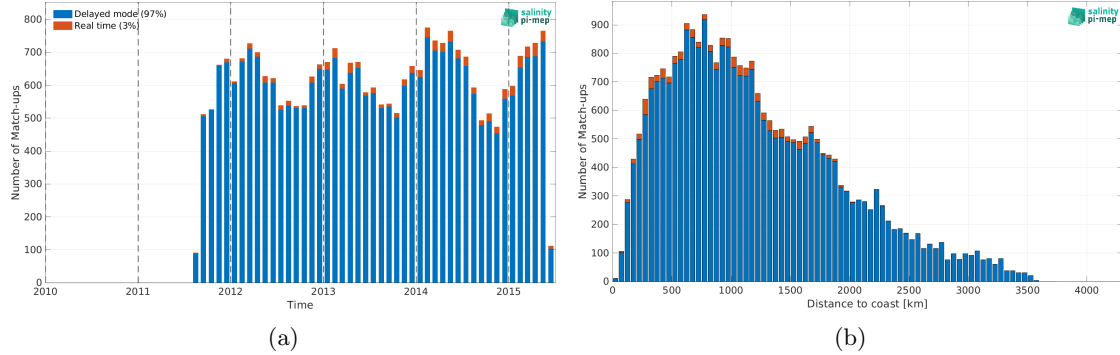 Delayed mode (97%)
Real time (3%)
salinity
pi-mep
Number of Match-ups
800
700
600
500
400
300
200
100
0
2010
2011
2012
2013
2014
2015
Time
(a)
salinity
pi-mep
Number of Match-ups
900
800
700
600
500
400
300
200
100
0
0
500
1000
1500
2000
2500
3000
3500
4000
Distance to coast [km]
(b)